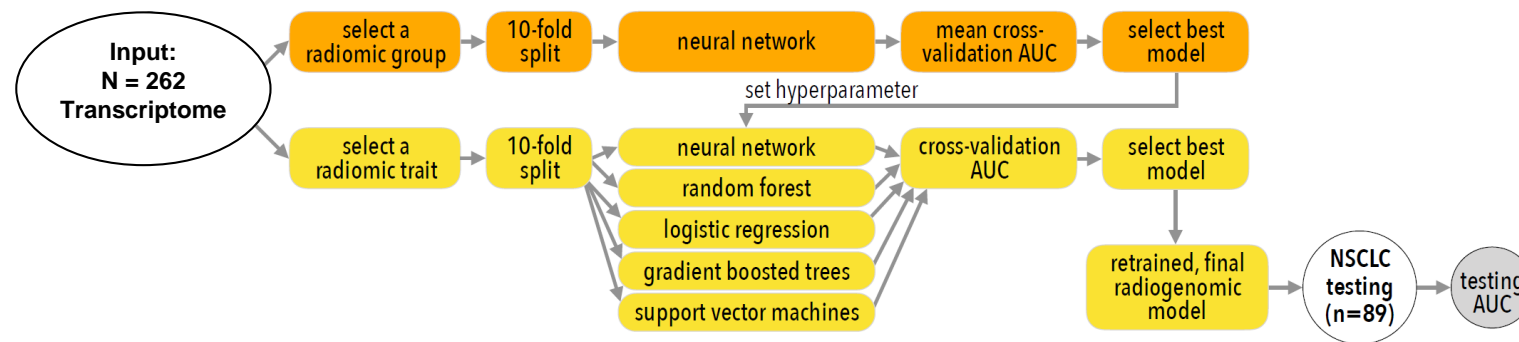 Input:
N = 262
Transcriptome
select a
radiomic group
10-fold
split
neural network
mean cross-
validation AUC
select best
model
set hyperparameter
select a
radiomic trait
10-fold
split
neural network
random forest
logistic regression
gradient boosted trees
support vector machines
cross-validation
AUC
select best
model
retrained, final
radiogenomic
model
NSCLC
testing
(n=89)
testing
AUC